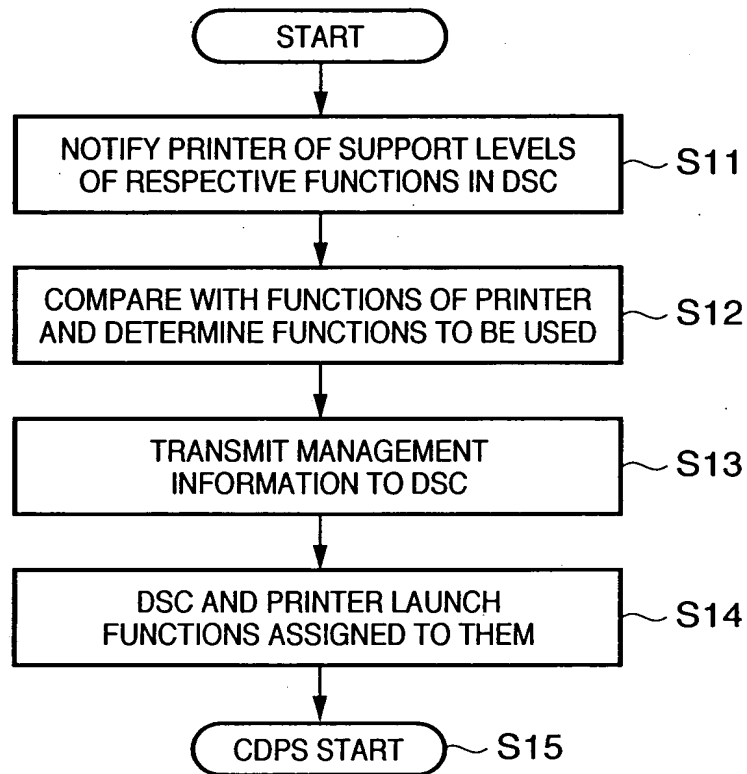 START
NOTIFY PRINTER OF SUPPORT LEVELS
OF RESPECTIVE FUNCTIONS IN DSC
S11
COMPARE WITH FUNCTIONS OF PRINTER
AND DETERMINE FUNCTIONS TO BE USED
S12
TRANSMIT MANAGEMENT
INFORMATION TO DSC
S13
DSC AND PRINTER LAUNCH
FUNCTIONS ASSIGNED TO THEM
S14
CDPS START
S15